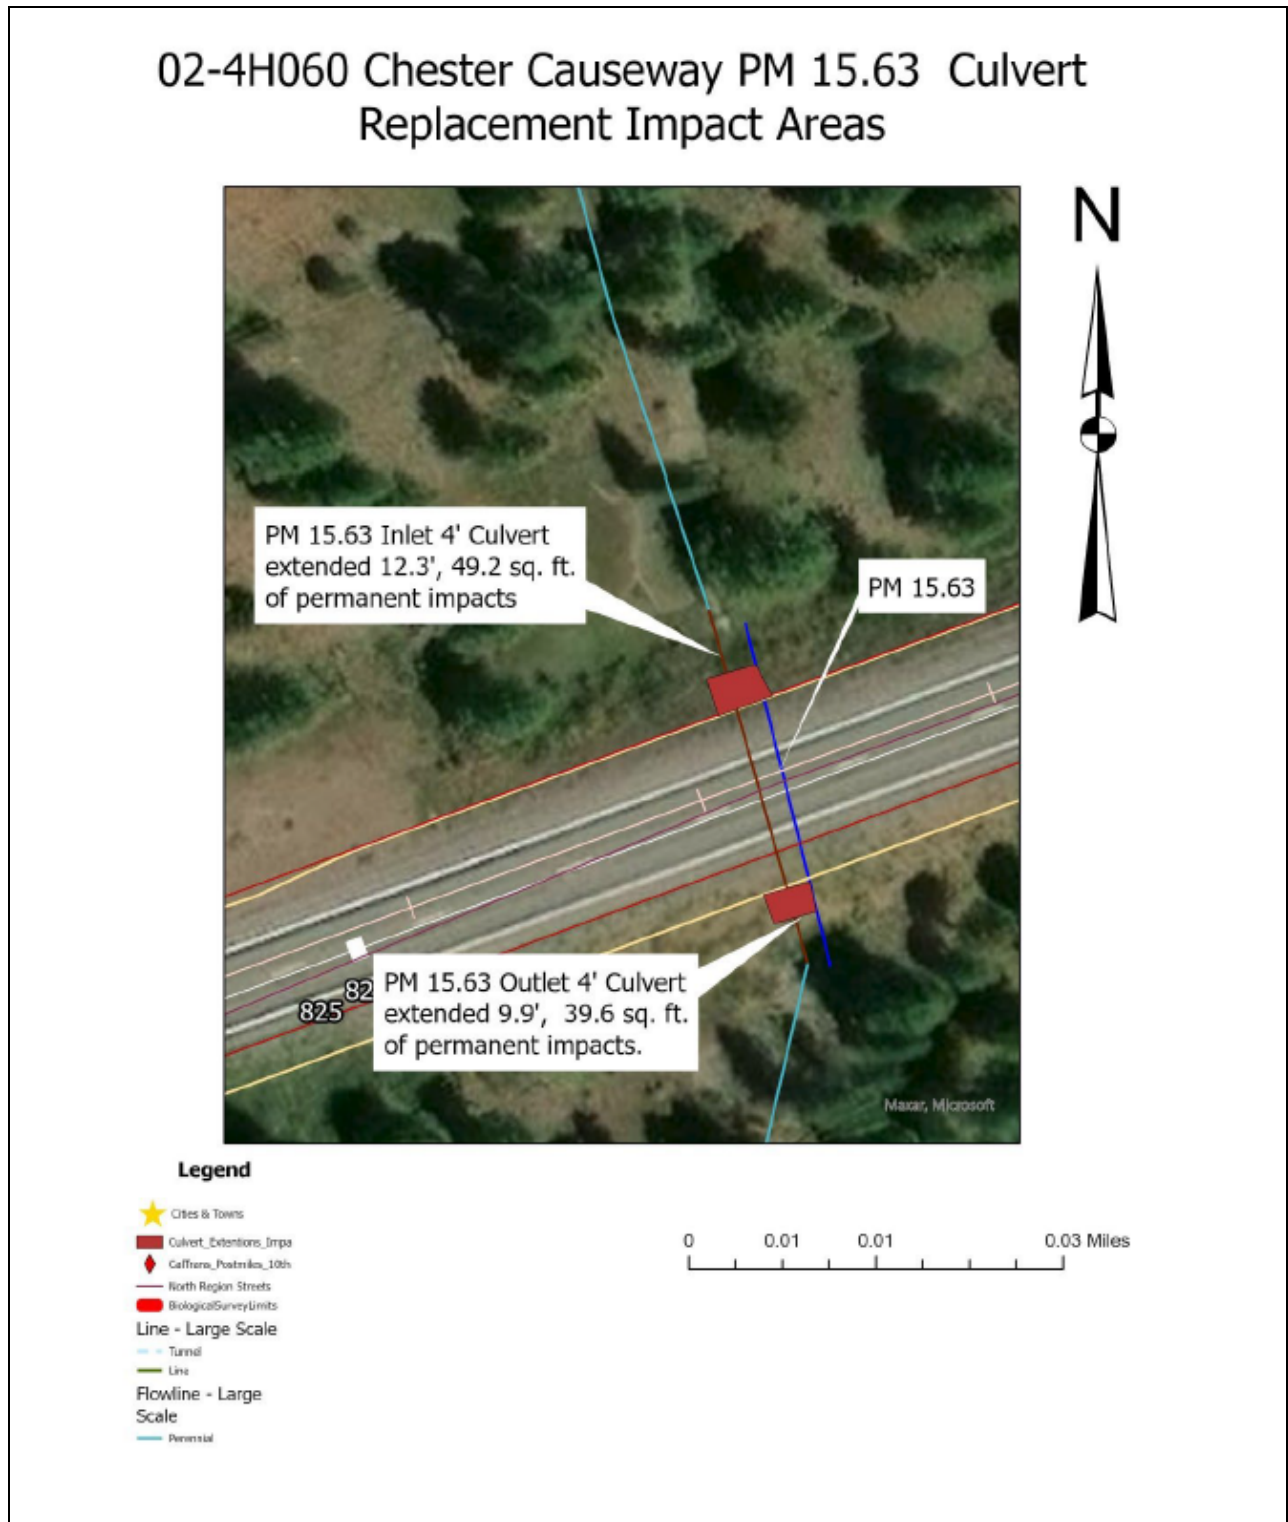 02-4H060 Chester Causeway PM 15.63 Culvert
Replacement Impact Areas
N
PM 15.63 Inlet 4' Culvert
extended 12.3', 49.2 sq. ft.
of permanent impacts
PM 15.63
PM 15.63 Outlet 4' Culvert
extended 9.9', 39.6 sq. ft.
of permanent impacts.
82
825
Maxar, Microsoft
Legend
Cities & Towns
Culvert_Extentions_Impa
CalTrans_Postmiles_10th
North Region Streets
BiologicalSurveyLimits
Line - Large Scale
Tunnel
Line
Flowline - Large
Scale
Perennial
0 0.01 0.01 0.03 Miles